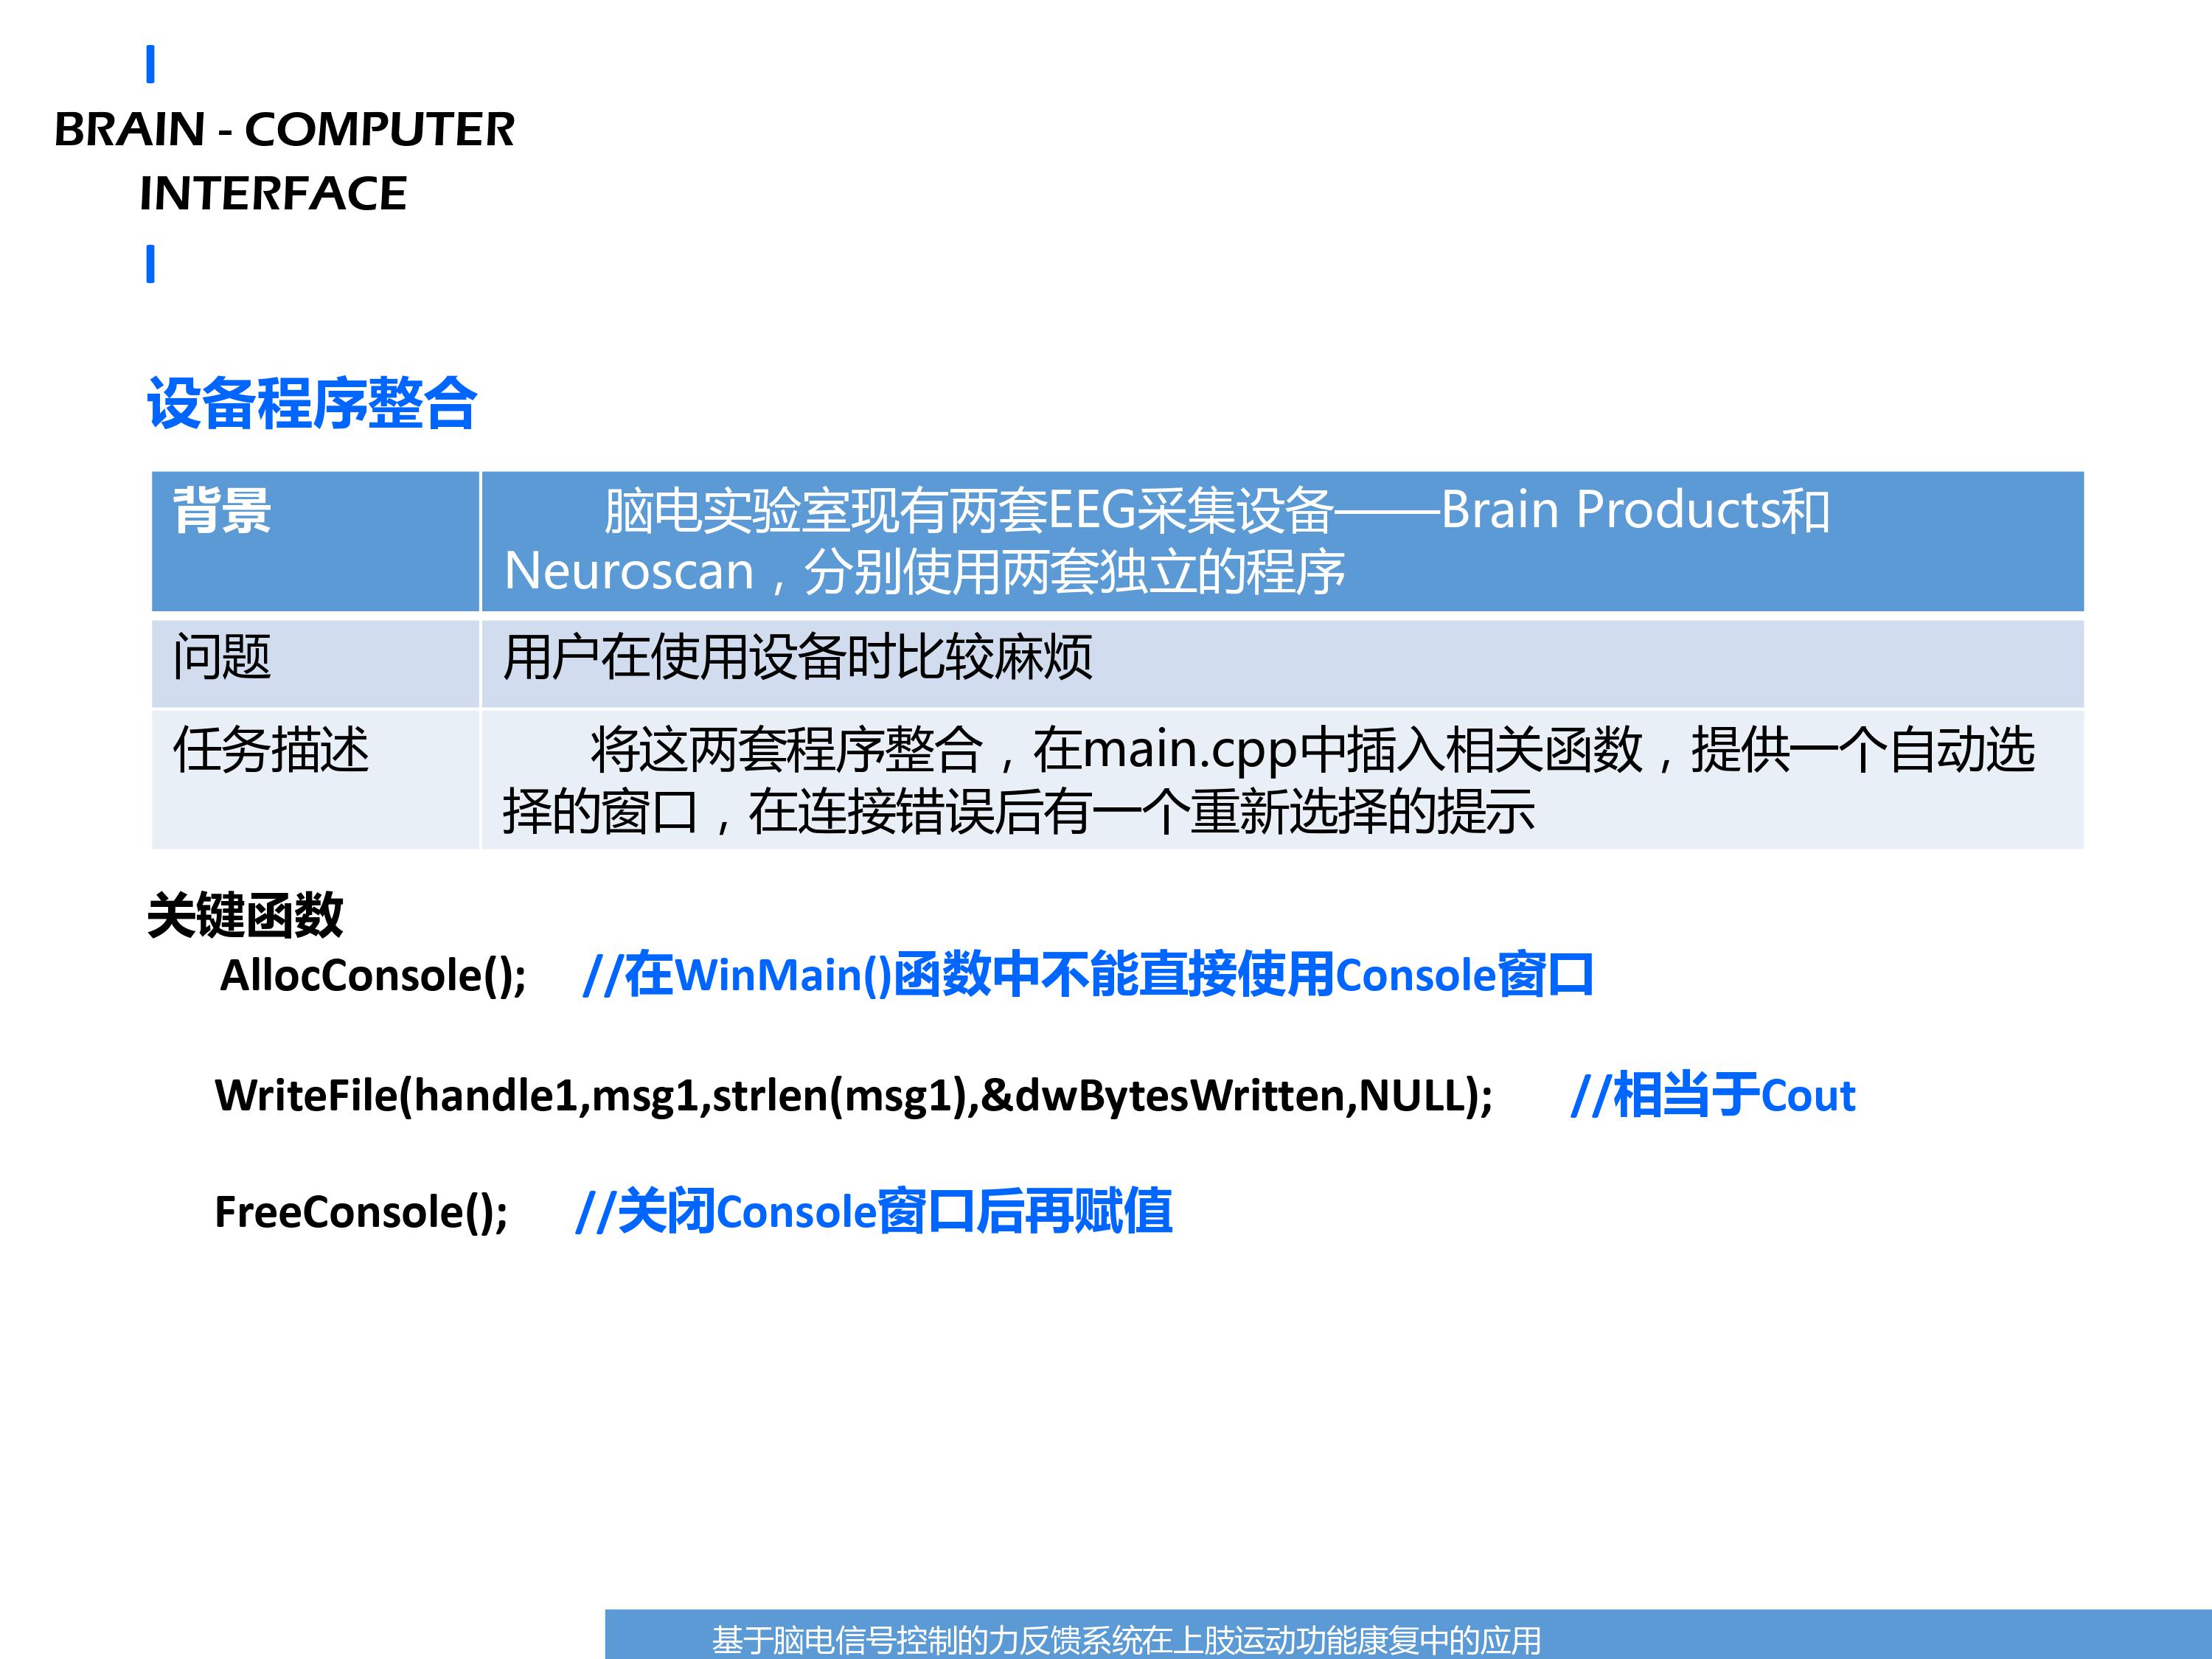 BRAIN - COMPUTER
INTERFACE
设备程序整合
背景
脑电实验室现有两套EEG采集设备——Brain Products和
Neuroscan，分别使用两套独立的程序
问题
用户在使用设备时比较麻烦
任务描述
将这两套程序整合，在main.cpp中插入相关函数，提供一个自动选
择的窗口，在连接错误后有一个重新选择的提示
关键函数
AllocConsole(); //在WinMain()函数中不能直接使用Console窗口
WriteFile(handle1,msg1,strlen(msg1),&dwBytesWritten,NULL); //相当于Cout
FreeConsole(); //关闭Console窗口后再赋值
基于脑电信号控制的力反馈系统在上肢运动功能康复中的应用